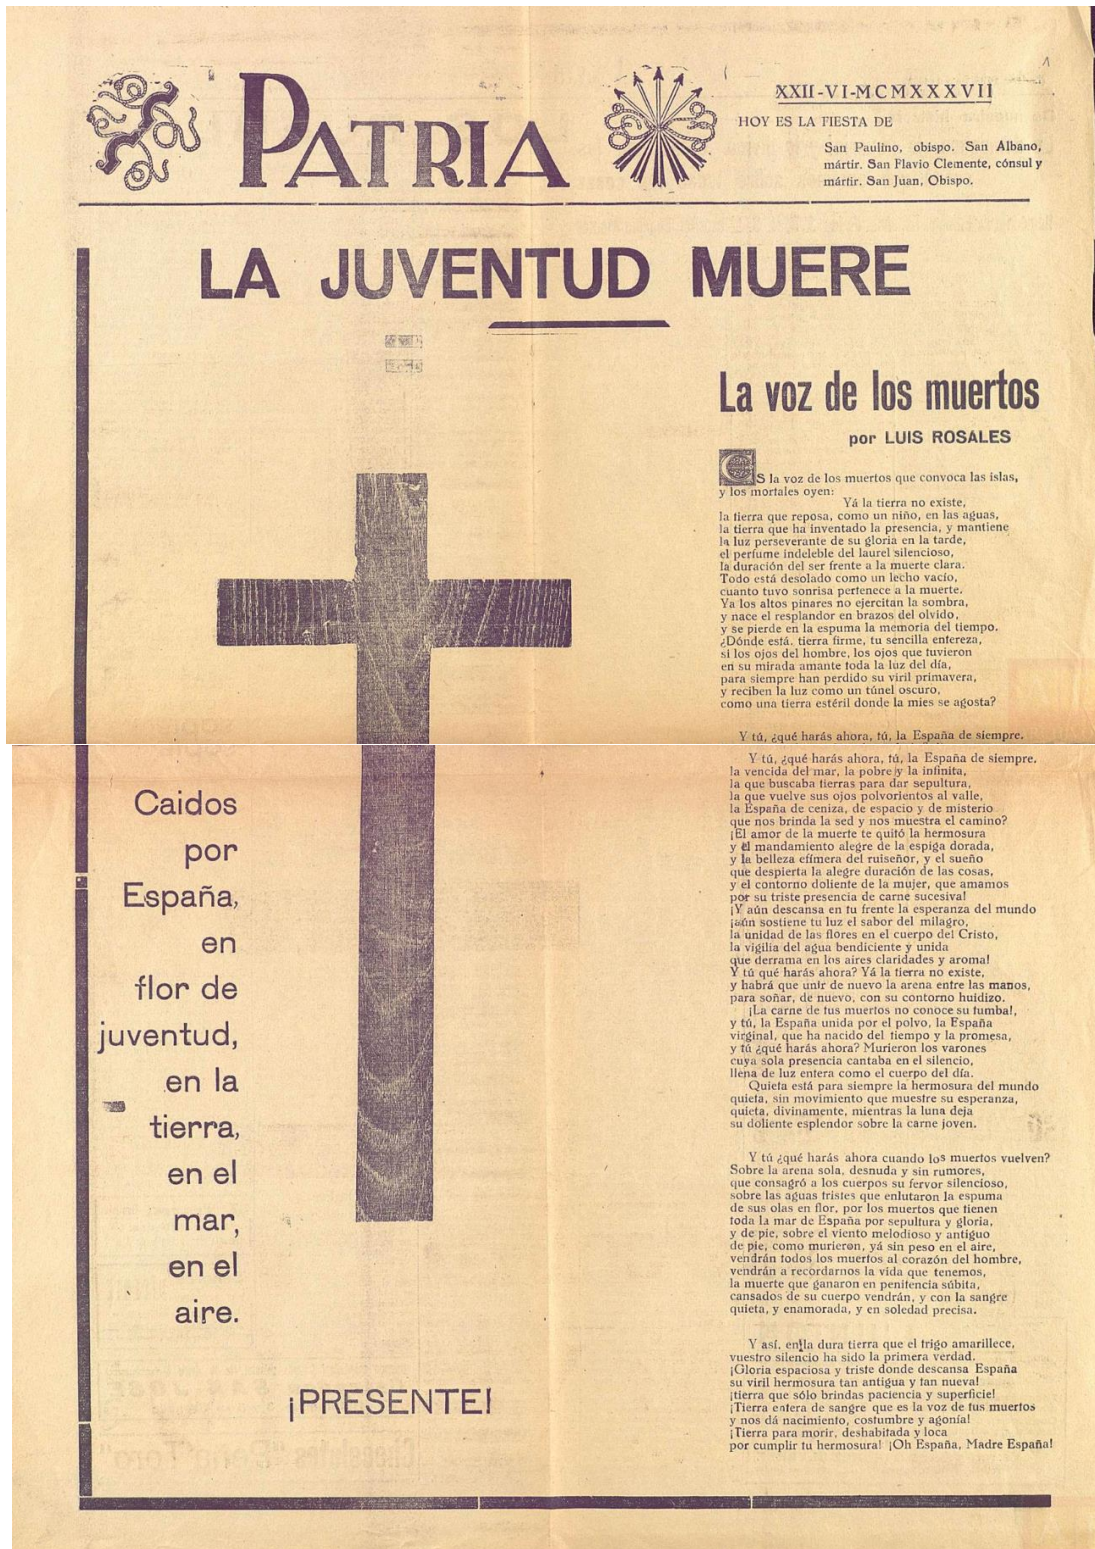 PATRIA
XXII-VI-MCMXXXVII
HOY ES LA FIESTA DE
San Paulino, obispo. San Albano,
mártir. San Flavio Clemente, cónsul y
mártir. San Juan, Obispo.
LA JUVENTUD MUERE
Caidos
por
España,
en
flor de
juventud,
en la
tierra,
en el
mar,
en el
aire.
¡PRESENTE!
La voz de los muertos
por LUIS ROSALES
ES la voz de los muertos que convoca las islas,
y los mortales oyen:
Yá la tierra no existe,
la tierra que reposa, como un niño, en las aguas,
la tierra que ha inventado la presencia, y mantiene
la luz perseverante de su gloria en la tarde,
el perfume indeleble del laurel silencioso,
la duración del ser frente a la muerte clara.
Todo está desolado como un lecho vacío,
cuanto tuvo sonrisa pertenece a la muerte.
Ya los altos pinares no ejercitan la sombra,
y nace el resplandor en brazos del olvido,
y se pierde en la espuma la memoria del tiempo.
¿Dónde está, tierra firme, tu sencilla entereza,
si los ojos del hombre, los ojos que tuvieron
en su mirada amante toda la luz del día,
para siempre han perdido su viril primavera,
y reciben la luz como un túnel oscuro,
como una tierra estéril donde la mies se agosta?
Y tú, ¿qué harás ahora, tú, la España de siempre.
Y tú, ¿qué harás ahora, tú, la España de siempre.
la vencida del mar, la pobre y la infinita,
la que buscaba tierras para dar sepultura,
la que vuelve sus ojos polvorientos al valle,
la España de ceniza, de espacio y de misterio
que nos brinda la sed y nos muestra el camino?
¡El amor de la muerte te quitó la hermosura
y el mandamiento alegre de la espiga dorada,
y la belleza efímera del ruiseñor, y el sueño
que despierta la alegre duración de las cosas,
y el contorno doliente de la mujer, que amamos
por su triste presencia de carne sucesiva!
¡Y aún descansa en tu frente la esperanza del mundo
¡aún sostiene tu luz el sabor del milagro,
la unidad de las flores en el cuerpo del Cristo,
la vigilia del agua bendiciente y unida
que derrama en los aires claridades y aroma!
Y tú qué harás ahora? Yá la tierra no existe,
y habrá que unir de nuevo la arena entre las manos,
para soñar, de nuevo, con su contorno huidizo.
¡La carne de tus muertos no conoce su tumba!,
y tú, la España unida por el polvo, la España
virginal, que ha nacido del tiempo y la promesa,
y tú ¿qué harás ahora? Murieron los varones
cuya sola presencia cantaba en el silencio,
llena de luz entera como el cuerpo del día.
Quieta está para siempre la hermosura del mundo
quieta, sin movimiento que muestre su esperanza,
quieta, divinamente, mientras la luna deja
su doliente esplendor sobre la carne joven.
Y tú ¿qué harás ahora cuando los muertos vuelven?
Sobre la arena sola, desnuda y sin rumores,
que consagró a los cuerpos su fervor silencioso,
sobre las aguas tristes que enlutaron la espuma
de sus olas en flor, por los muertos que tienen
toda la mar de España por sepultura y gloria,
y de pie, sobre el viento melodioso y antiguo
de pie, como murieron, yá sin peso en el aire,
vendrán todos los muertos al corazón del hombre,
vendrán a recordarnos la vida que tenemos,
la muerte que ganaron en penitencia súbita,
cansados de su cuerpo vendrán, y con la sangre
quieta, y enamorada, y en soledad precisa.
Y así, en la dura tierra que el trigo amarillece,
vuestro silencio ha sido la primera verdad.
¡Gloria espaciosa y triste donde descansa España
su viril hermosura tan antigua y tan nueva!
¡tierra que sólo brindas paciencia y superficie!
¡Tierra entera de sangre que es la voz de tus muertos
y nos dá nacimiento, costumbre y agonía!
¡Tierra para morir, deshabitada y loca
por cumplir tu hermosura! ¡Oh España, Madre España!